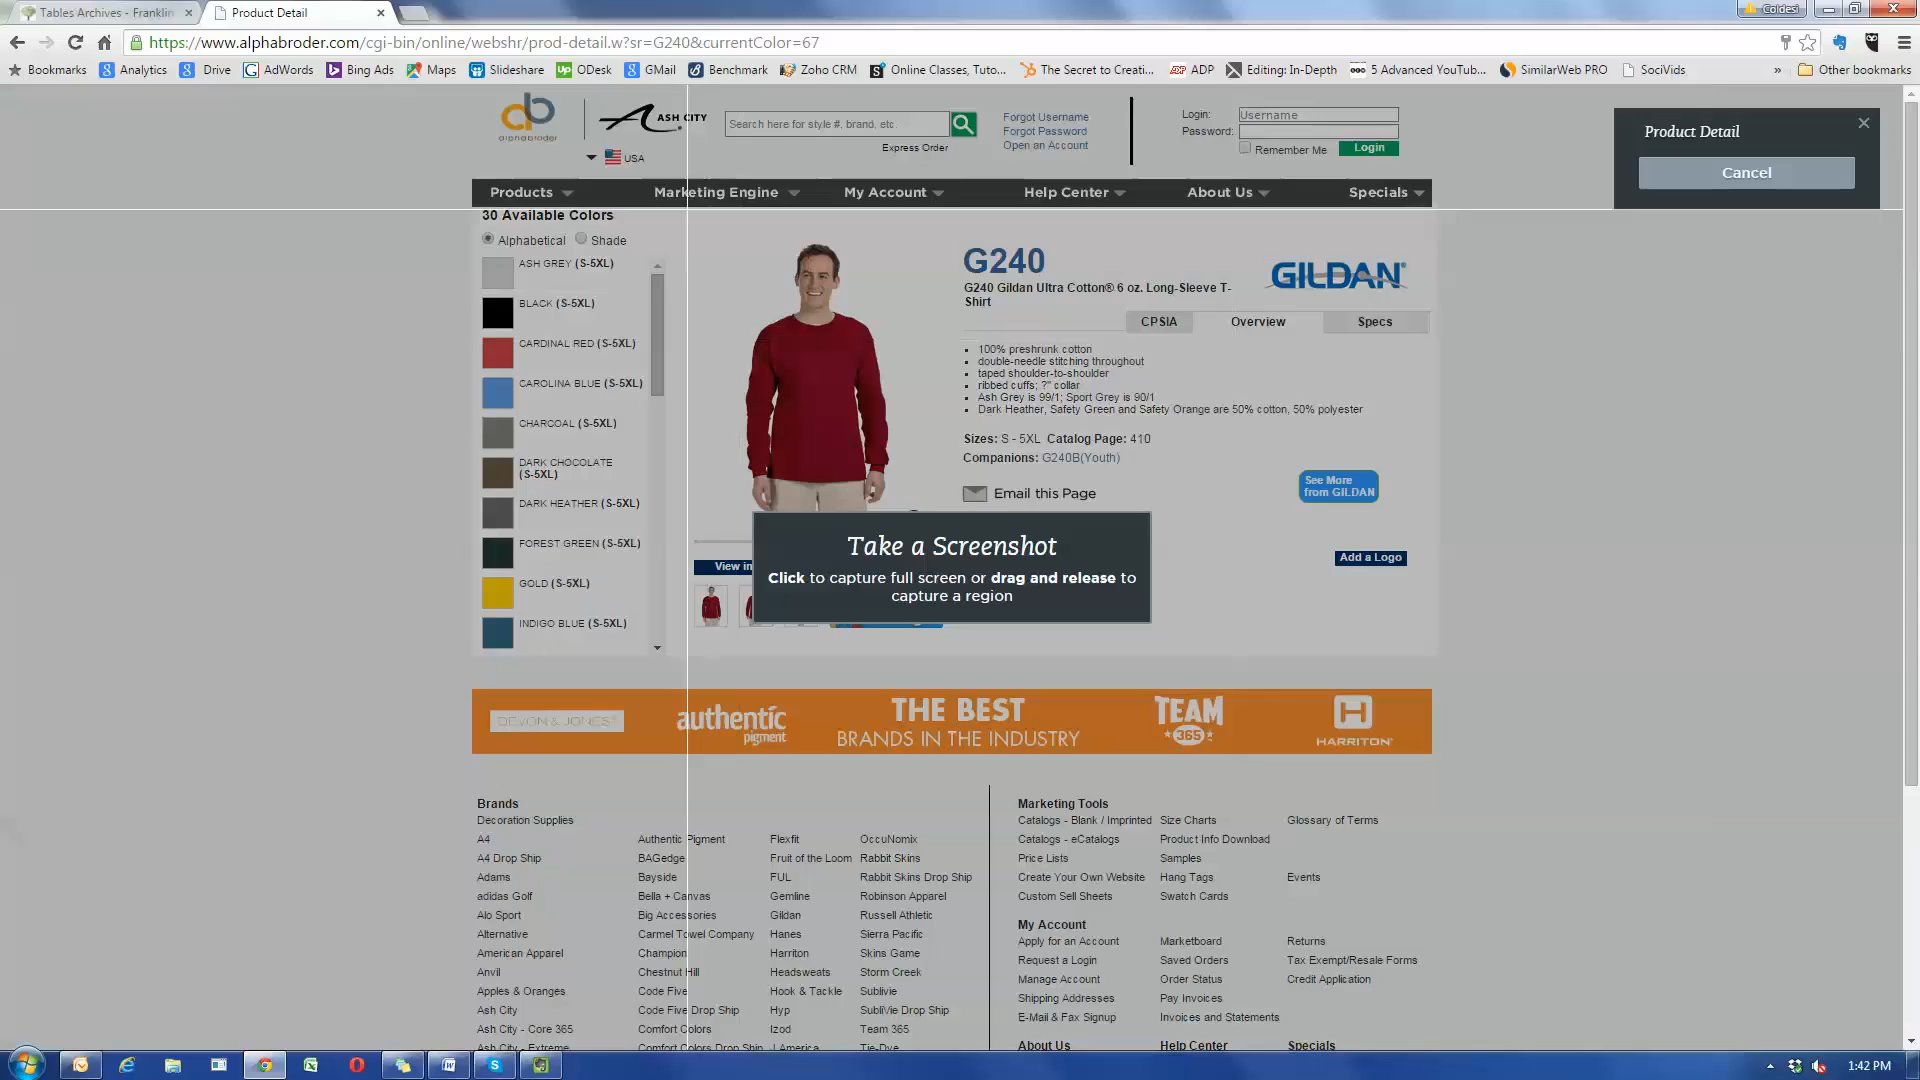 Tables Archives - Franklin
Product Detail
Coldesi
https://www.alphabroder.com/cgi-bin/online/webshr/prod-detail.w?sr=G240&currentColor=67
Bookmarks Analytics Drive AdWords Bing Ads Maps Slideshare ODesk GMail Benchmark Zoho CRM Online Classes, Tuto... The Secret to Creati... ADP Editing: In-Depth 5 Advanced YouTub... SimilarWeb PRO SociVids » Other bookmarks
alphabroder
ASH CITY
USA
Search here for style #, brand, etc.
Express Order
Forgot Username
Forgot Password
Open an Account
Login: Username
Password:
Remember Me Login
Product Detail
Cancel
Products Marketing Engine My Account Help Center About Us Specials
30 Available Colors
Alphabetical Shade
ASH GREY (S-5XL)
BLACK (S-5XL)
CARDINAL RED (S-5XL)
CAROLINA BLUE (S-5XL)
CHARCOAL (S-5XL)
DARK CHOCOLATE
(S-5XL)
DARK HEATHER (S-5XL)
FOREST GREEN (S-5XL)
GOLD (S-5XL)
INDIGO BLUE (S-5XL)
View in
G240
G240 Gildan Ultra Cotton® 6 oz. Long-Sleeve T-
Shirt
GILDAN
CPSIA Overview Specs
100% preshrunk cotton
double-needle stitching throughout
taped shoulder-to-shoulder
ribbed cuffs; ?" collar
Ash Grey is 99/1; Sport Grey is 90/1
Dark Heather, Safety Green and Safety Orange are 50% cotton, 50% polyester
Sizes: S - 5XL Catalog Page: 410
Companions: G240B(Youth)
Email this Page
See More
from GILDAN
Add a Logo
Take a Screenshot
Click to capture full screen or drag and release to
capture a region
DEVON & JONES
authentic
pigment
THE BEST
BRANDS IN THE INDUSTRY
TEAM
365
HARRITON
Brands
Decoration Supplies
A4
A4 Drop Ship
Adams
adidas Golf
Alo Sport
Alternative
American Apparel
Anvil
Apples & Oranges
Ash City
Ash City - Core 365
Ash City - Extreme
Authentic Pigment
BAGedge
Bayside
Bella + Canvas
Big Accessories
Carmel Towel Company
Champion
Chestnut Hill
Code Five
Code Five Drop Ship
Comfort Colors
Comfort Colors Drop Ship
Flexfit
Fruit of the Loom
FUL
Gemline
Gildan
Hanes
Harriton
Headsweats
Hook & Tackle
Hyp
Izod
J America
OccuNomix
Rabbit Skins
Rabbit Skins Drop Ship
Robinson Apparel
Russell Athletic
Sierra Pacific
Skins Game
Storm Creek
Sublivie
SubliVie Drop Ship
Team 365
Tie-Dye
Marketing Tools
Catalogs - Blank / Imprinted Size Charts Glossary of Terms
Catalogs - eCatalogs Product Info Download
Price Lists Samples
Create Your Own Website Hang Tags Events
Custom Sell Sheets Swatch Cards
My Account
Apply for an Account Marketboard Returns
Request a Login Saved Orders Tax Exempt/Resale Forms
Manage Account Order Status Credit Application
Shipping Addresses Pay Invoices
E-Mail & Fax Signup Invoices and Statements
About Us Help Center Specials
1:42 PM